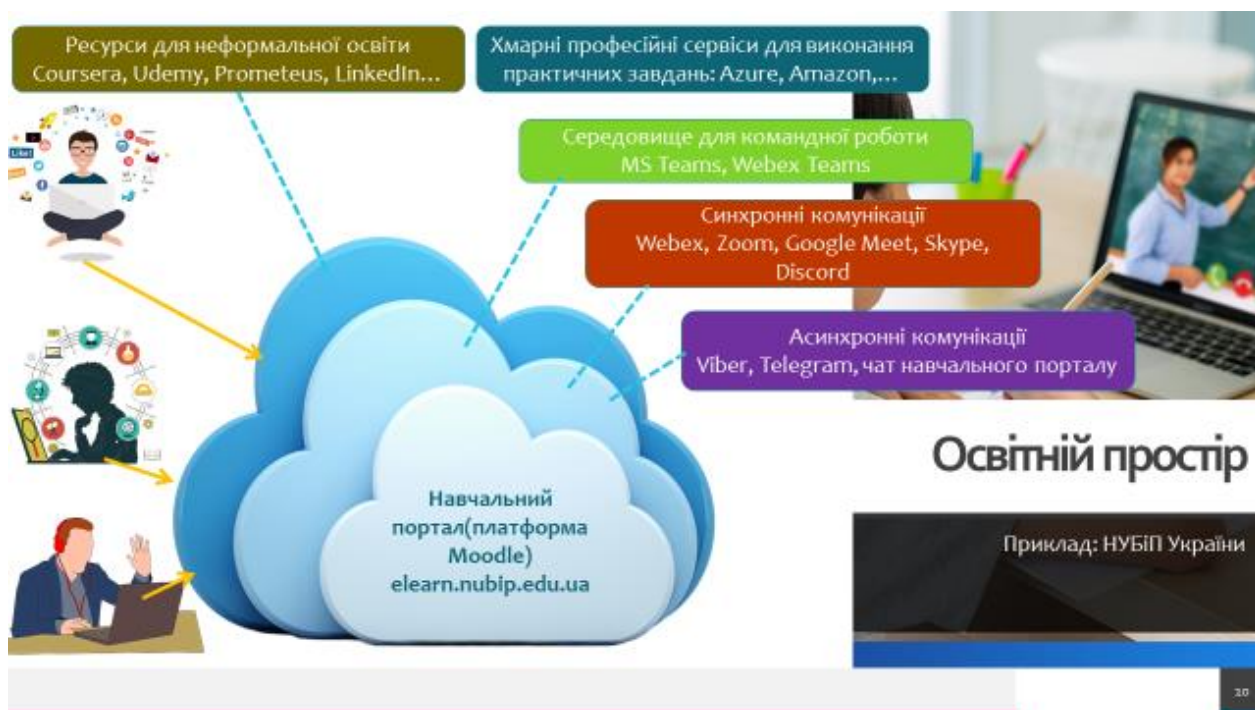 Ресурси для неформальної освіти
Coursera, Udemy, Prometeus, LinkedIn...
Хмарні професійні сервіси для виконання
практичних завдань: Azure, Amazon,...
Середовище для командної роботи
MS Teams, Webex Teams
Синхронні комунікації
Webex, Zoom, Google Meet, Skype,
Discord
Асинхронні комунікації
Viber, Telegram, чат навчального порталу
Освітній простір
Навчальний
портал(платформа
Moodle)
elearn.nubip.edu.ua
Приклад: НУБіП України
20